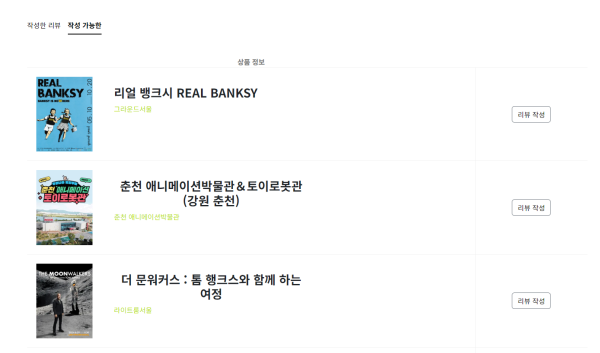 작성한 리뷰 작성 가능한
상품 정보
REAL
BANKSY
리얼 뱅크시 REAL BANKSY
그라운드서울
리뷰 작성
춘천 애니메이션
토이로봇관
춘천 애니메이션박물관&토이로봇관
(강원 춘천)
춘천 애니메이션박물관
리뷰 작성
THE MOONWALKERS
더 문워커스 : 톰 행크스와 함께 하는
여정
라이트룸서울
리뷰 작성